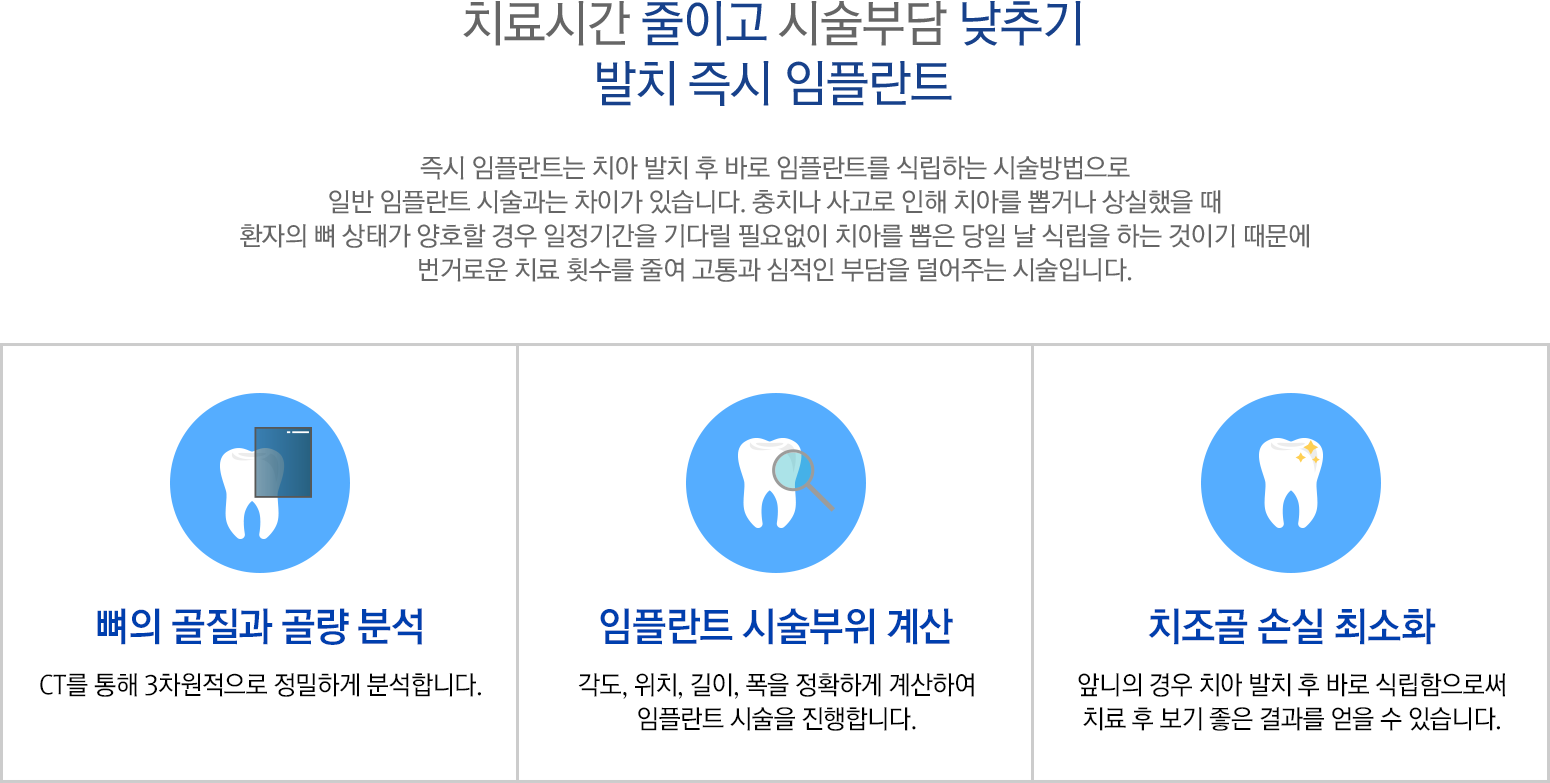 치료시간 줄이고 시술부담 낮추기
발치 즉시 임플란트
즉시 임플란트는 치아 발치 후 바로 임플란트를 식립하는 시술방법으로
일반 임플란트 시술과는 차이가 있습니다. 충치나 사고로 인해 치아를 뽑거나 상실했을 때
환자의 뼈 상태가 양호할 경우 일정기간을 기다릴 필요없이 치아를 뽑은 당일 날 식립을 하는 것이기 때문에
번거로운 치료 횟수를 줄여 고통과 심적인 부담을 덜어주는 시술입니다.
뼈의 골질과 골량 분석
CT를 통해 3차원적으로 정밀하게 분석합니다.
임플란트 시술부위 계산
각도, 위치, 길이, 폭을 정확하게 계산하여
임플란트 시술을 진행합니다.
치조골 손실 최소화
앞니의 경우 치아 발치 후 바로 식립함으로써
치료 후 보기 좋은 결과를 얻을 수 있습니다.